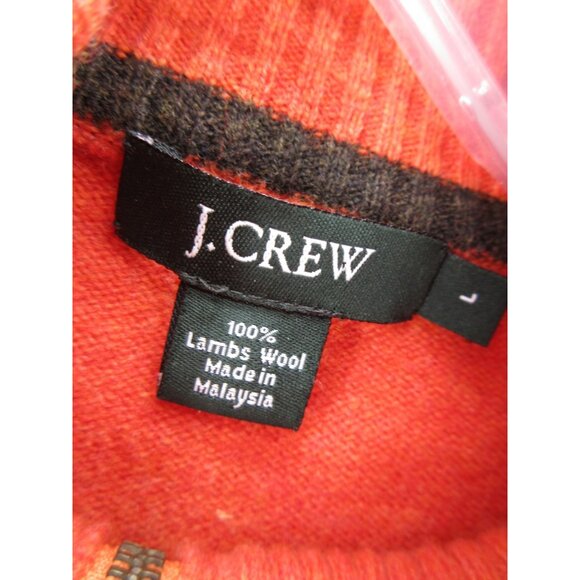 J.CREW
L
100%
Lambs Wool
Made in
Malaysia